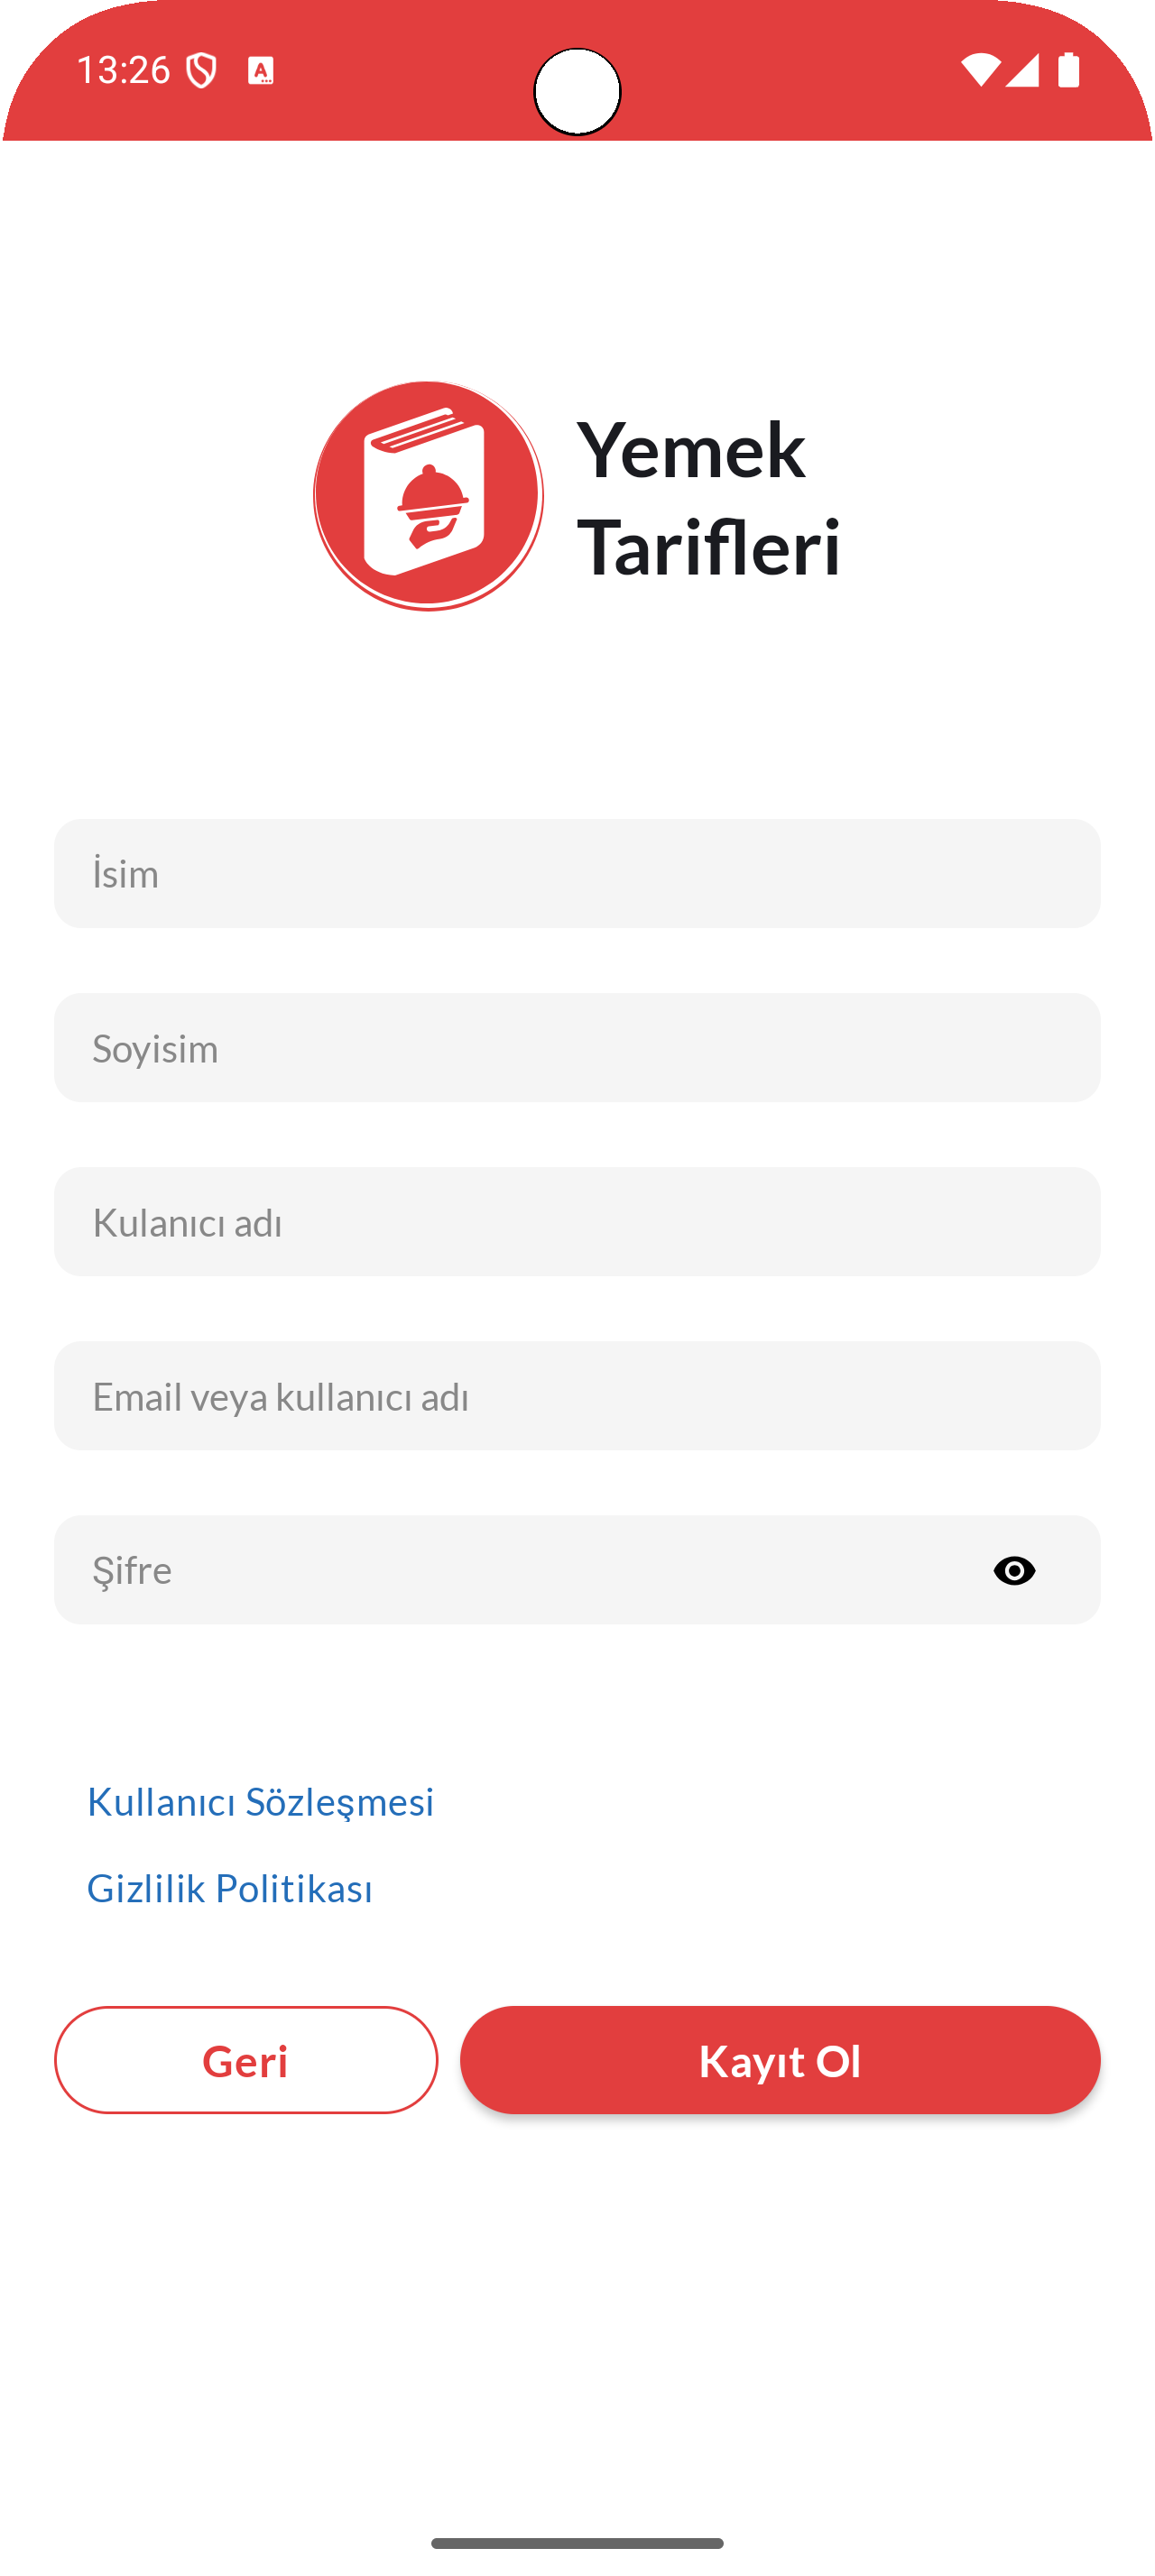 13:26
Yemek
Tarifleri
İsim
Soyisim
Kulanıcı adı
Email veya kullanıcı adı
Şifre
Kullanıcı Sözleşmesi
Gizlilik Politikası
Geri
Kayıt Ol